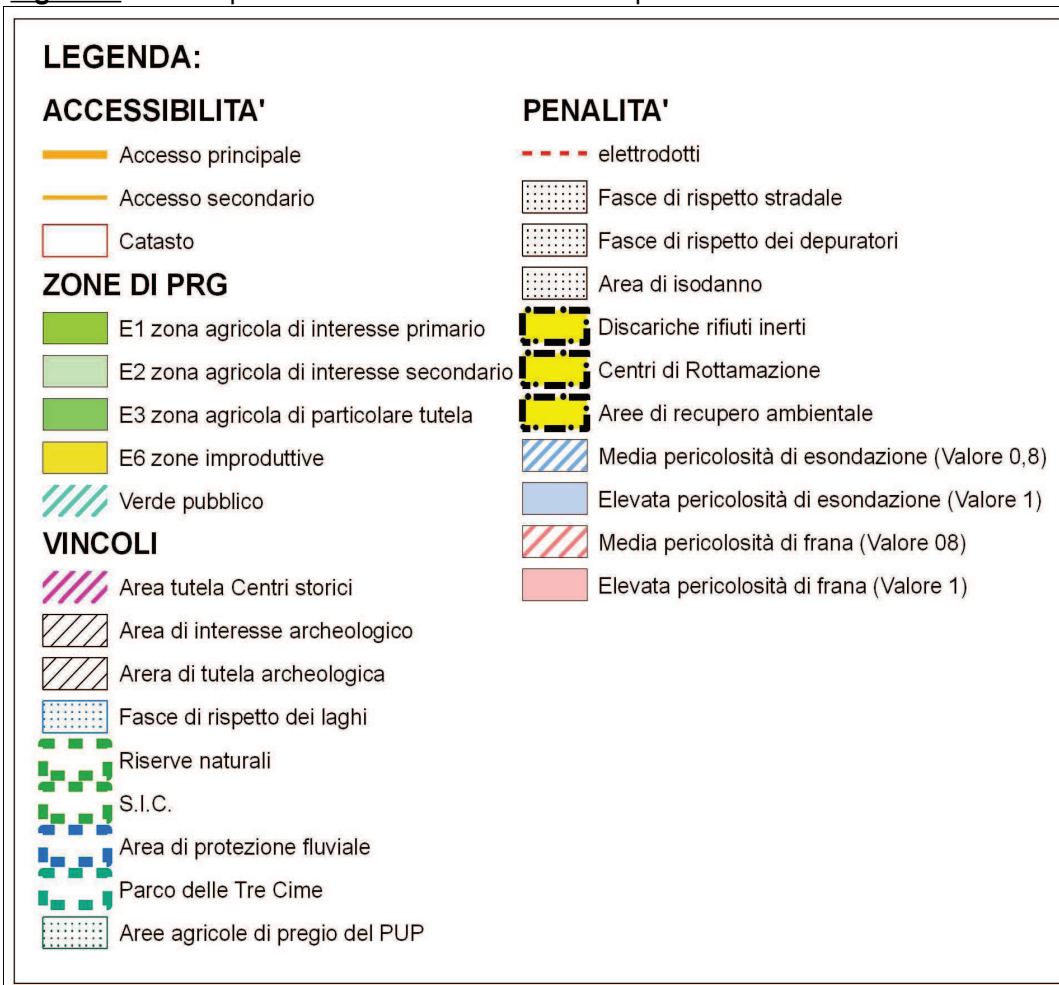 LEGENDA:
ACCESSIBILITA'
Accesso principale
Accesso secondario
Catasto
ZONE DI PRG
E1 zona agricola di interesse primario
E2 zona agricola di interesse secondario
E3 zona agricola di particolare tutela
E6 zone improduttive
Verde pubblico
VINCOLI
Area tutela Centri storici
Area di interesse archeologico
Arera di tutela archeologica
Fasce di rispetto dei laghi
Riserve naturali
S.I.C.
Area di protezione fluviale
Parco delle Tre Cime
Aree agricole di pregio del PUP
PENALITA'
elettrodotti
Fasce di rispetto stradale
Fasce di rispetto dei depuratori
Area di isodanno
Discariche rifiuti inerti
Centri di Rottamazione
Aree di recupero ambientale
Media pericolosità di esondazione (Valore 0,8)
Elevata pericolosità di esondazione (Valore 1)
Media pericolosità di frana (Valore 08)
Elevata pericolosità di frana (Valore 1)